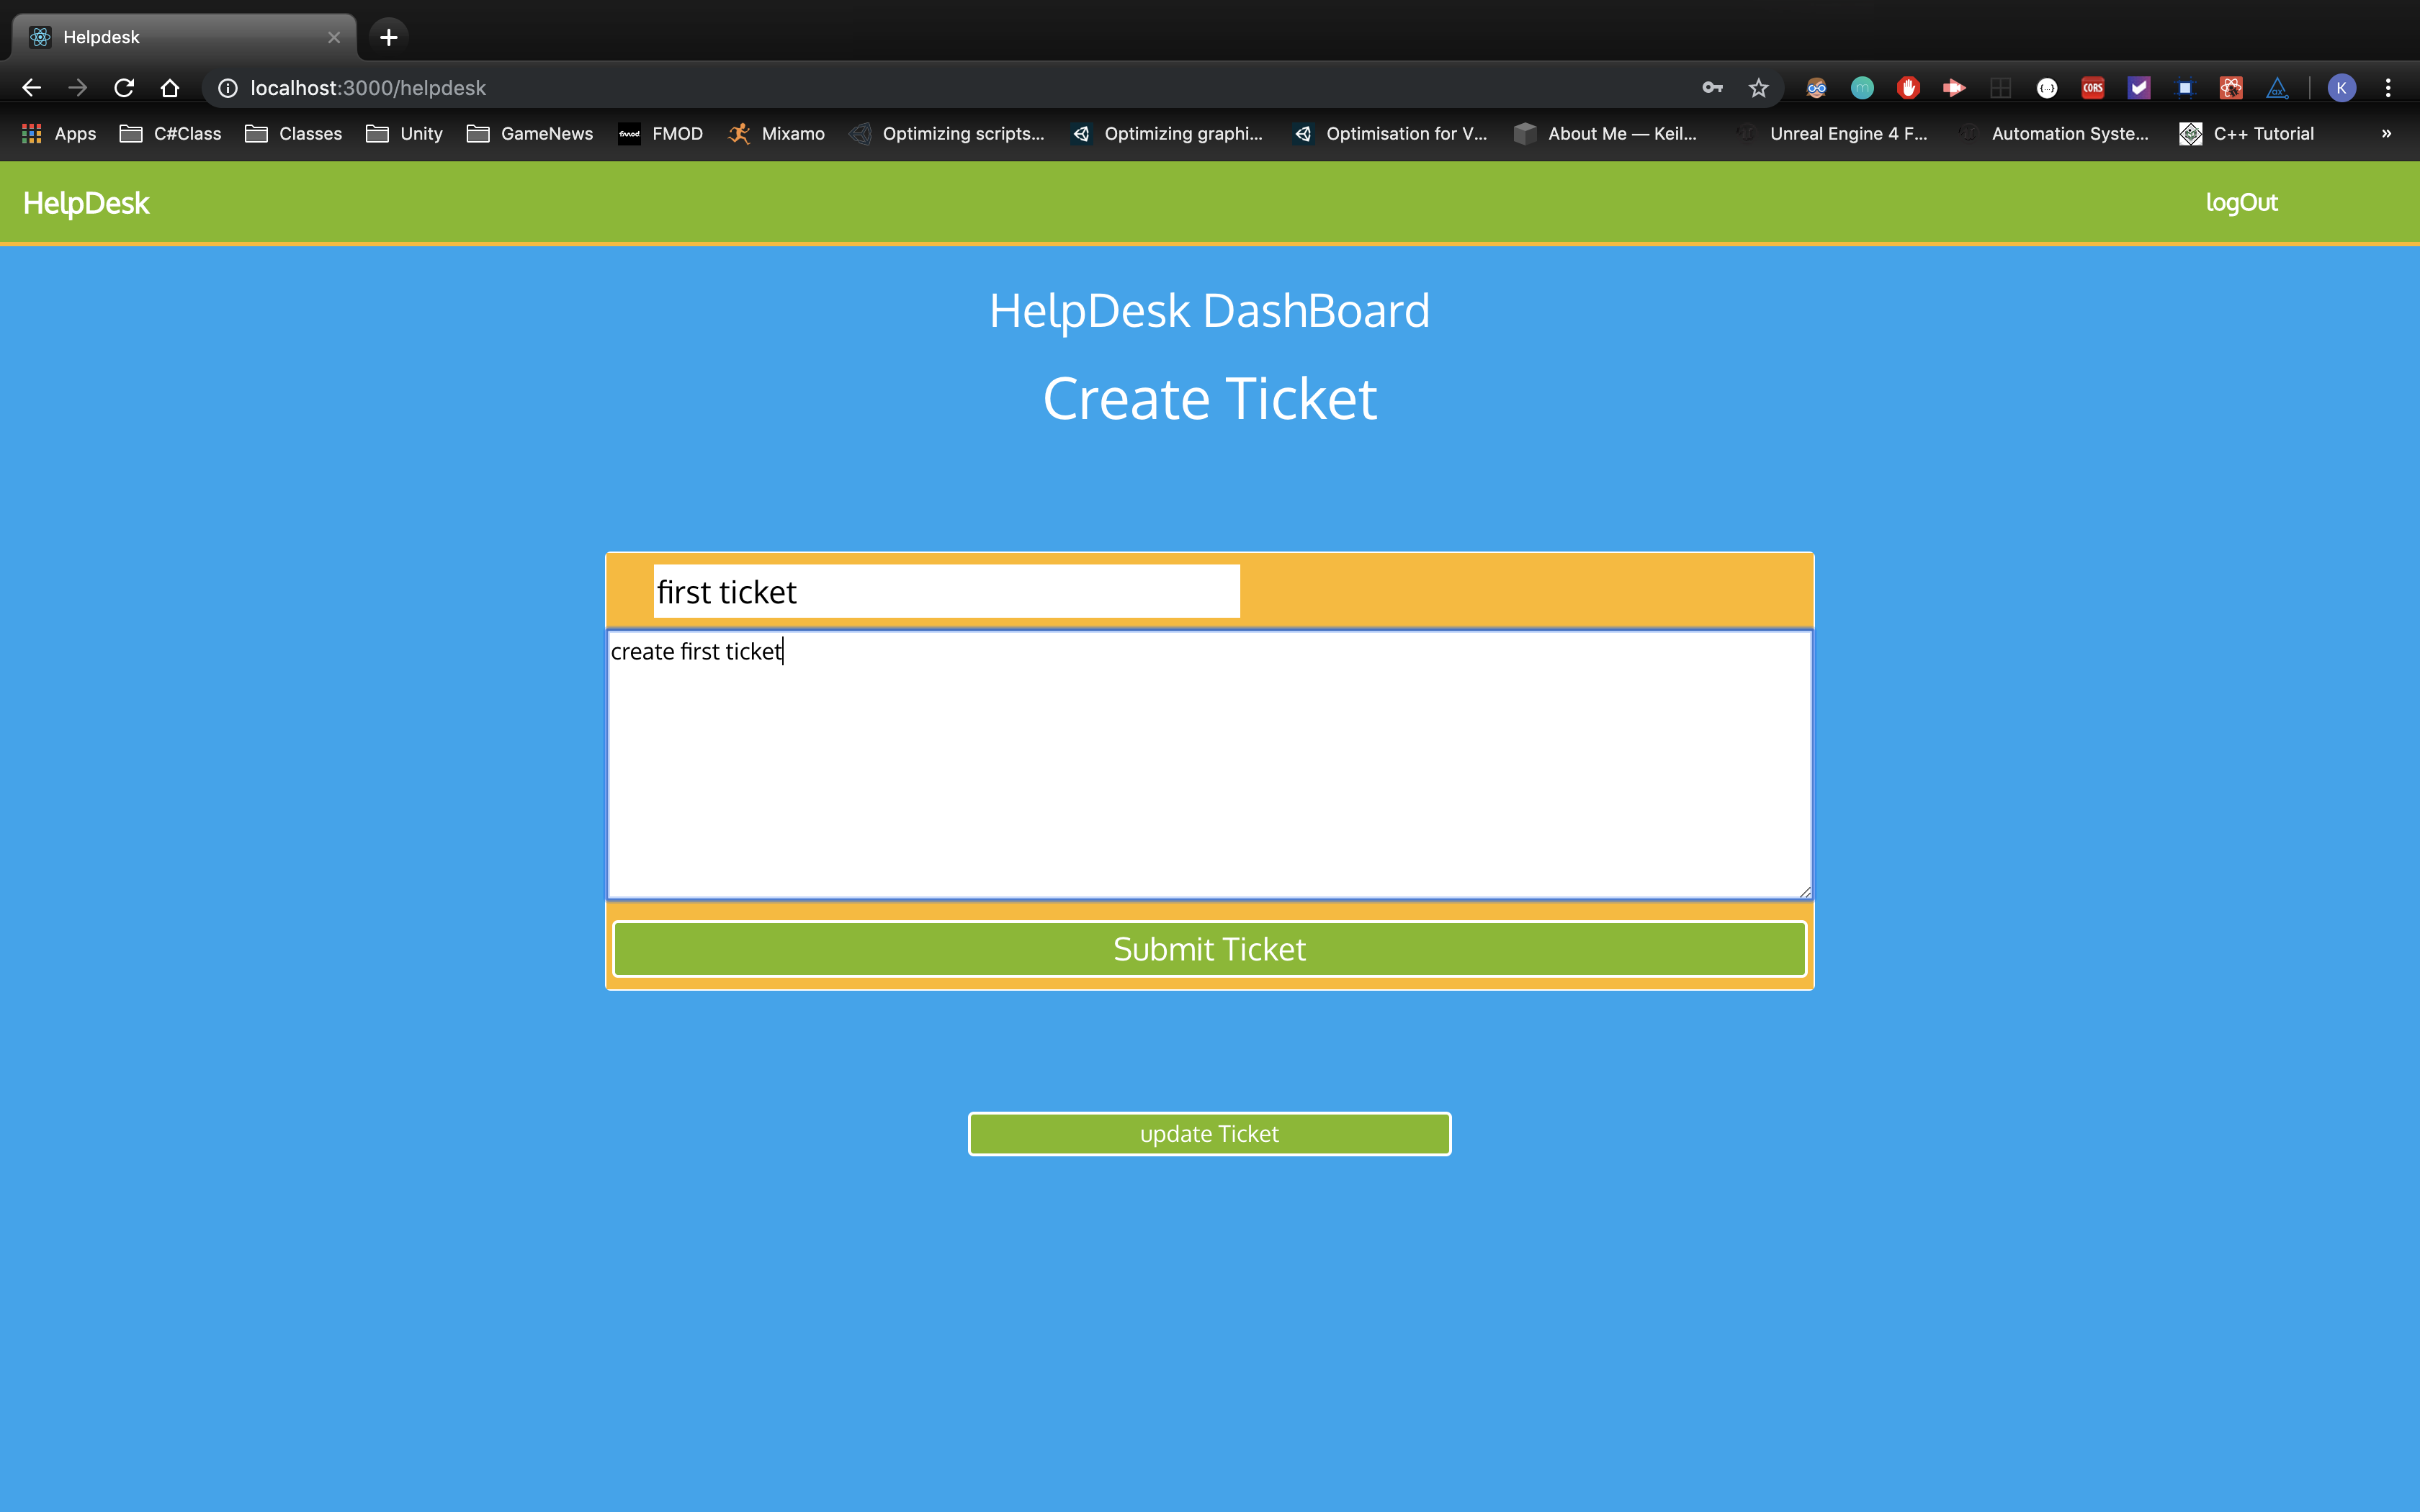 Helpdesk
localhost:3000/helpdesk
CORS
K
Apps C#Class Classes Unity GameNews fmod FMOD Mixamo Optimizing scripts... Optimizing graphi... Optimisation for V... About Me — Keil... Unreal Engine 4 F... Automation Syste... C++ Tutorial »
HelpDesk logOut
HelpDesk DashBoard
Create Ticket
first ticket
create first ticket
Submit Ticket
update Ticket